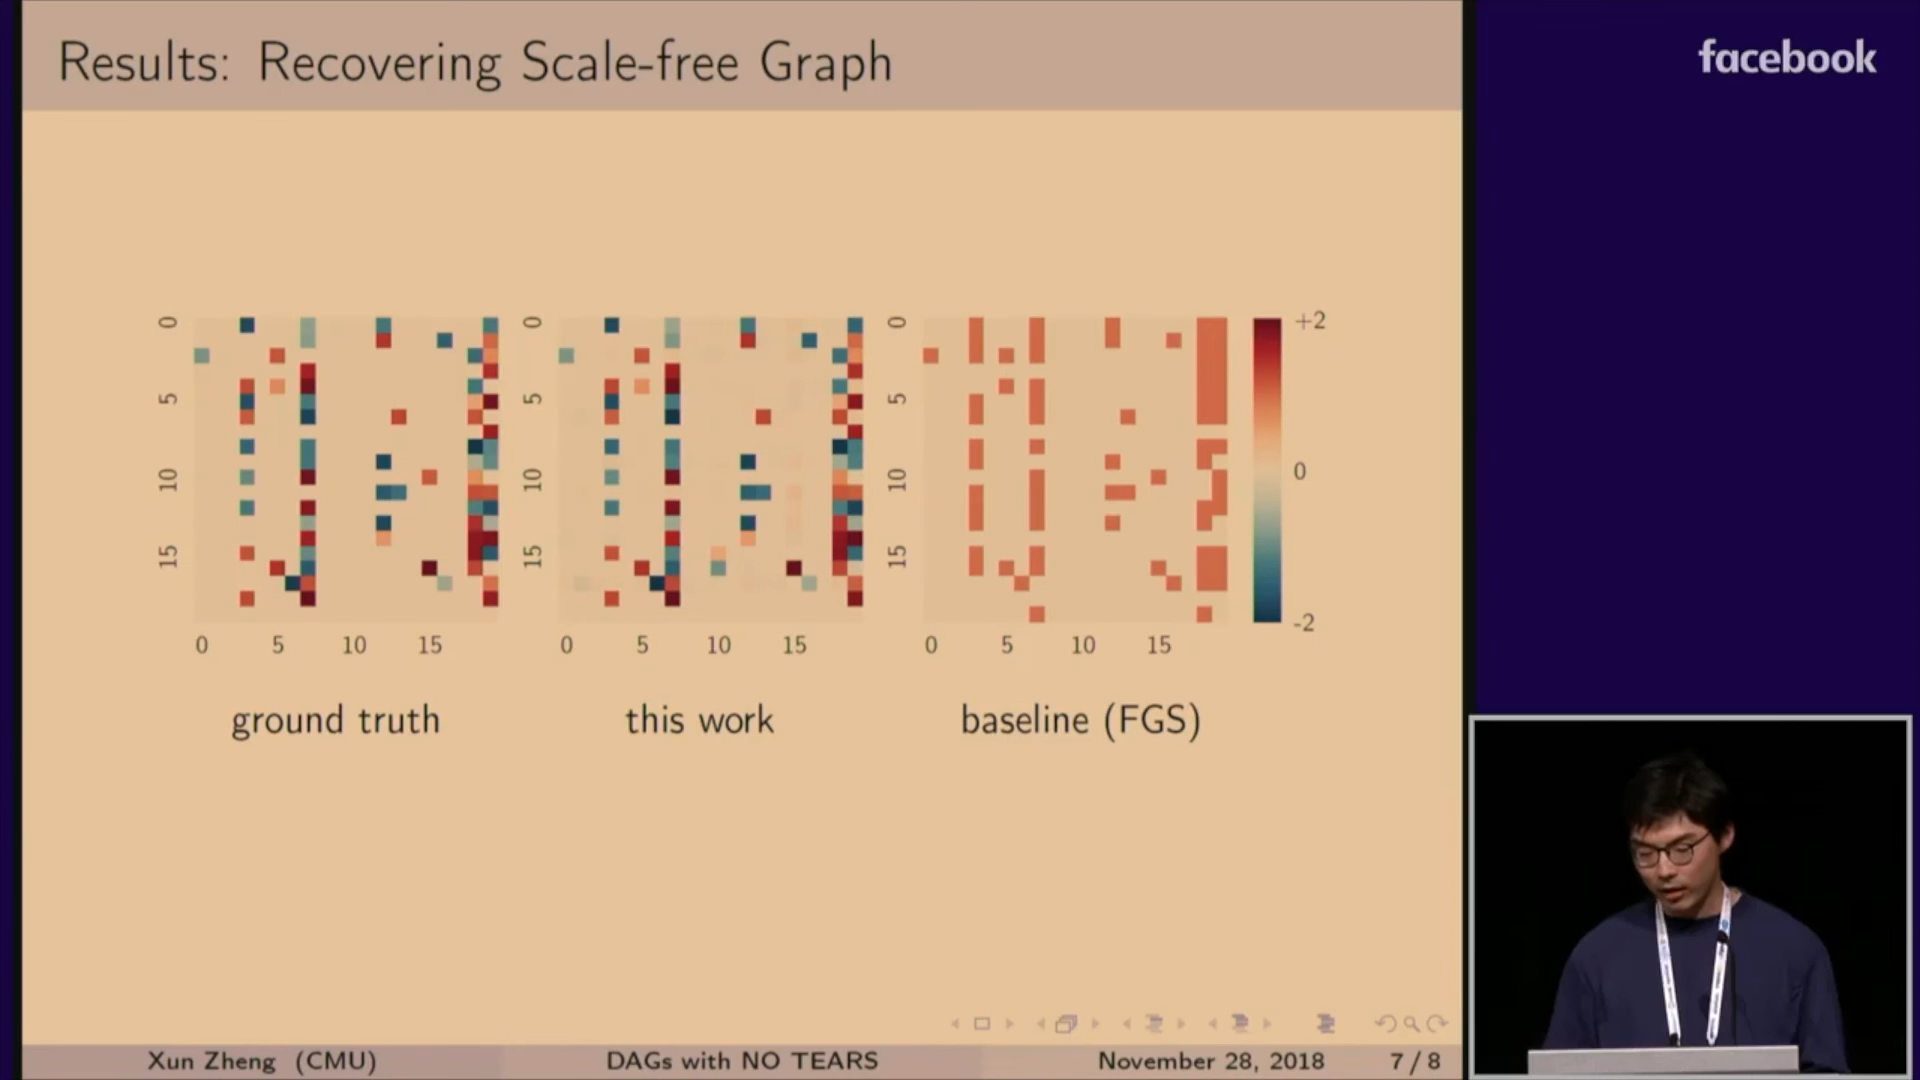 Results: Recovering Scale-free Graph
facebook
0
5
10
15
0
5
10
15
0
5
10
15
+2
0
-2
0 5 10 15
0 5 10 15
0 5 10 15
ground truth
this work
baseline (FGS)
Xun Zheng (CMU)
DAGs with NO TEARS
November 28, 2018
7 / 8